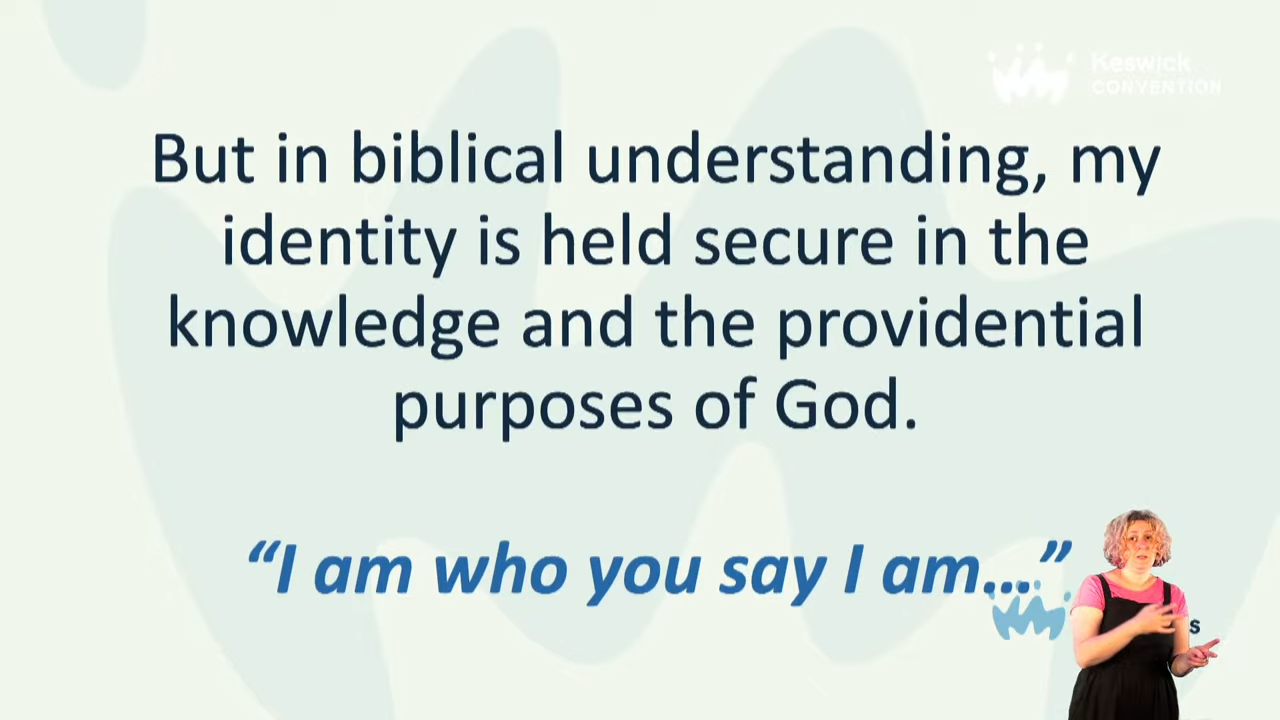 Keswick
CONVENTION
But in biblical understanding, my
identity is held secure in the
knowledge and the providential
purposes of God.
“I am who you say I am…”